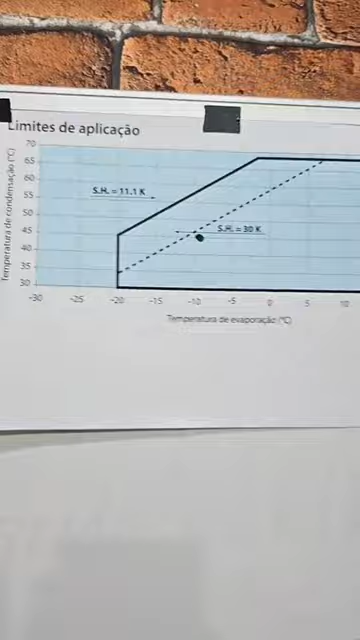 Limites de aplicação
Temperatura de condensação (°C)
70
65
60
55
50
45
40
35
30
S.H. = 11.1 K
S.H. = 30 K
-30 -25 -20 -15 -10 -5 0 5 10
Temperatura de evaporação (°C)